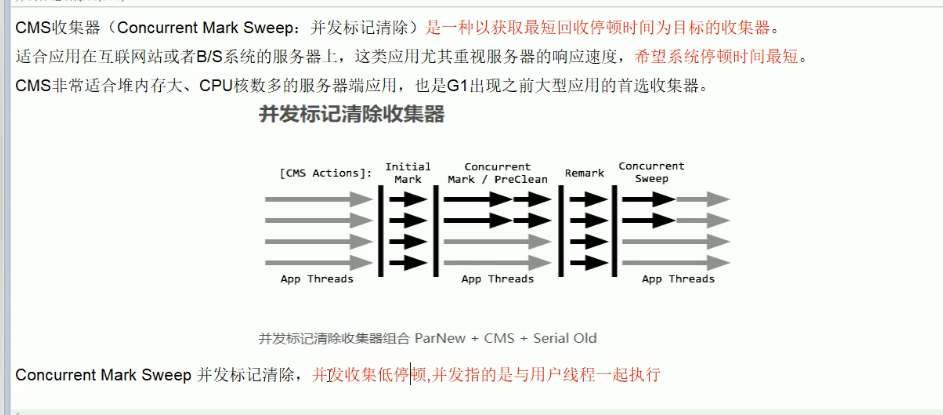 CMS收集器（Concurrent Mark Sweep：并发标记清除）是一种以获取最短回收停顿时间为目标的收集器。
适合应用在互联网站或者B/S系统的服务器上，这类应用尤其重视服务器的响应速度，希望系统停顿时间最短。
CMS非常适合堆内存大、CPU核数多的服务器端应用，也是G1出现之前大型应用的首选收集器。
并发标记清除收集器
[CMS Actions]:
Initial
Mark
Concurrent
Mark / PreClean
Remark
Concurrent
Sweep
App Threads
App Threads
App Threads
并发标记清除收集器组合 ParNew + CMS + Serial Old
Concurrent Mark Sweep 并发标记清除，并发收集低停顿,并发指的是与用户线程一起执行